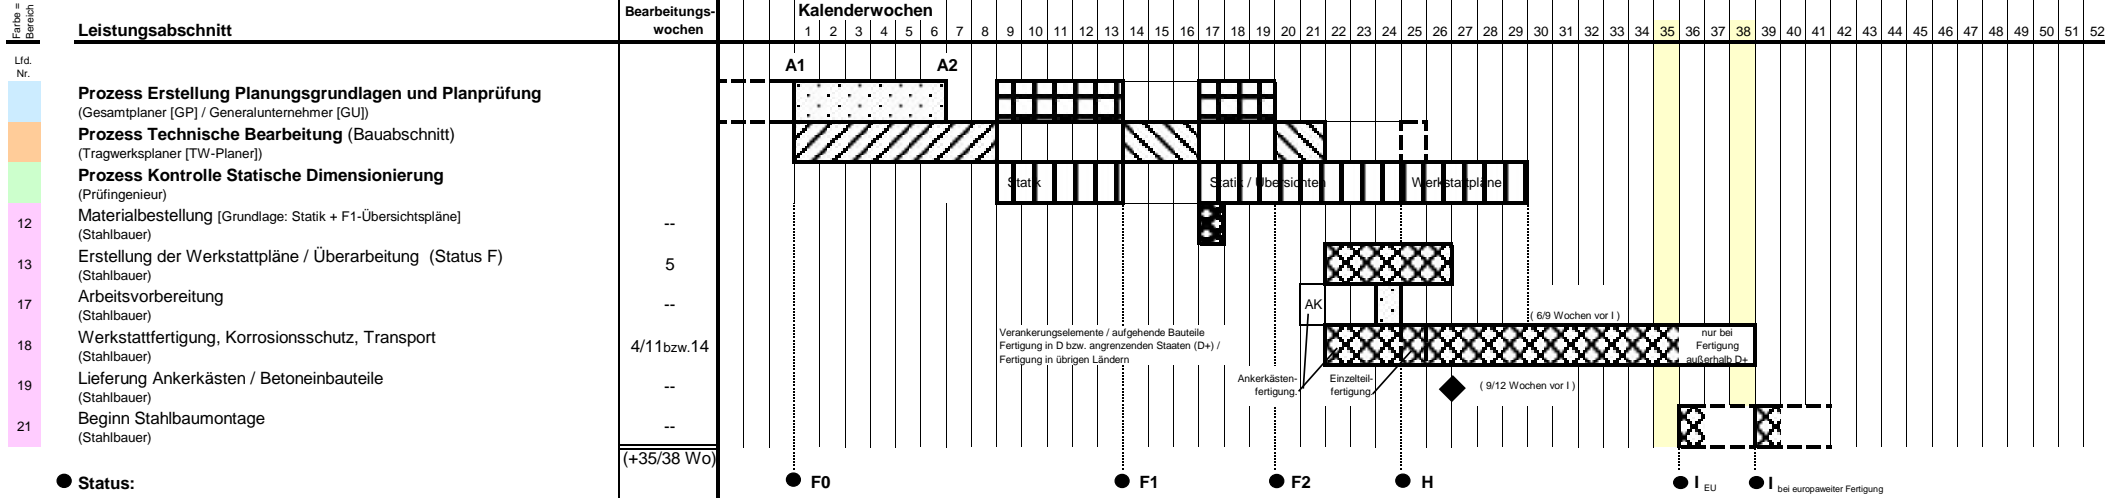 Farbe =
Bereich
Leistungsabschnitt
Bearbeitungs-
wochen
Kalenderwochen
1 2 3 4 5 6 7 8 9 10 11 12 13 14 15 16 17 18 19 20 21 22 23 24 25 26 27 28 29 30 31 32 33 34 35 36 37 38 39 40 41 42 43 44 45 46 47 48 49 50 51 52
Lfd.
Nr.
A1 A2
Prozess Erstellung Planungsgrundlagen und Planprüfung
(Gesamtplaner [GP] / Generalunternehmer [GU])
Prozess Technische Bearbeitung (Bauabschnitt)
(Tragwerksplaner [TW-Planer])
Prozess Kontrolle Statische Dimensionierung
(Prüfingenieur)
Statik
Statik / Übersichten
Werkstattpläne
12 Materialbestellung [Grundlage: Statik + F1-Übersichtspläne] --
(Stahlbauer)
13 Erstellung der Werkstattpläne / Überarbeitung (Status F) 5
(Stahlbauer)
17 Arbeitsvorbereitung --
(Stahlbauer)
AK
( 6/9 Wochen vor I )
18 Werkstattfertigung, Korrosionsschutz, Transport 4/11bzw.14
(Stahlbauer)
Verankerungselemente / aufgehende Bauteile
Fertigung in D bzw. angrenzenden Staaten (D+) /
Fertigung in übrigen Ländern
nur bei
Fertigung
außerhalb D+
19 Lieferung Ankerkästen / Betoneinbauteile --
(Stahlbauer)
Ankerkästen-
fertigung.
Einzelteil-
fertigung.
( 9/12 Wochen vor I )
21 Beginn Stahlbaumontage --
(Stahlbauer)
(+35/38 Wo)
Status: F0 F1 F2 H I EU I bei europaweiter Fertigung